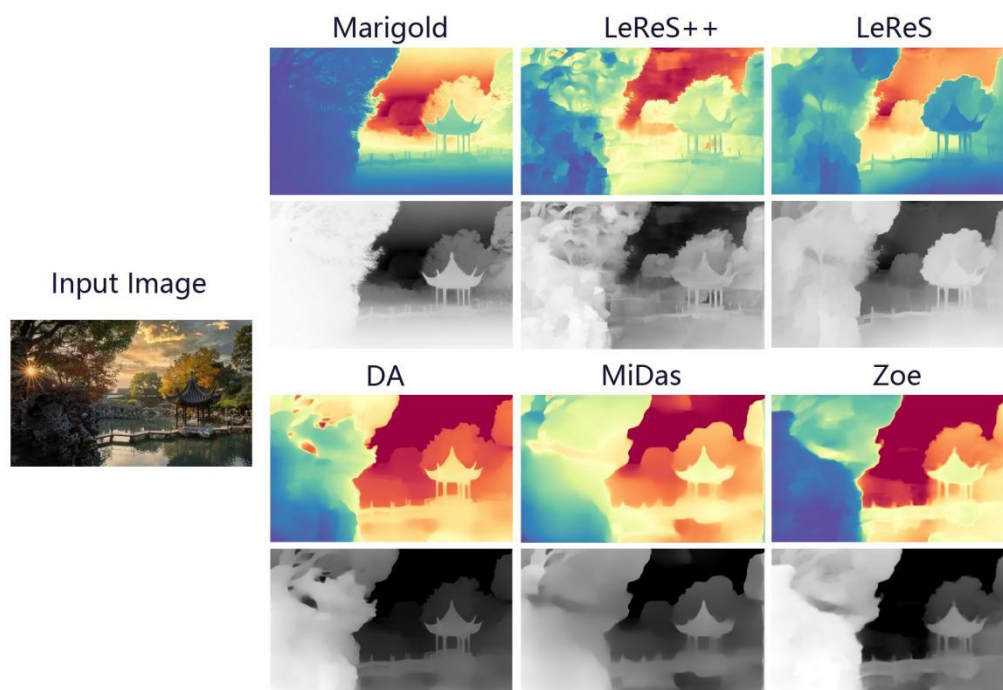 Marigold
LeReS++
LeReS
Input Image
DA
MiDas
Zoe